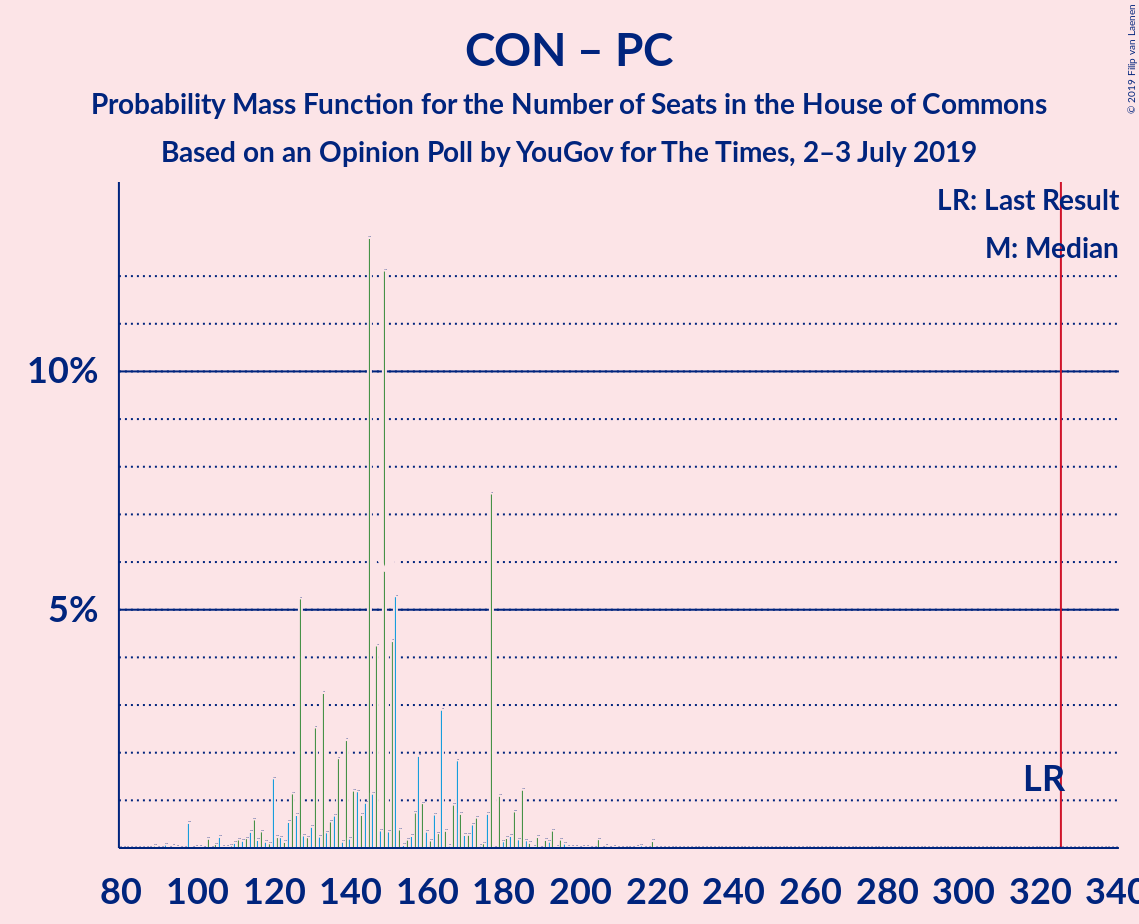 CON – PC
Probability Mass Function for the Number of Seats in the House of Commons
Based on an Opinion Poll by YouGov for The Times, 2–3 July 2019
© 2019 Filip van Laenen
LR: Last Result
M: Median
10%
5%
LR
80 100 120 140 160 180 200 220 240 260 280 300 320 340